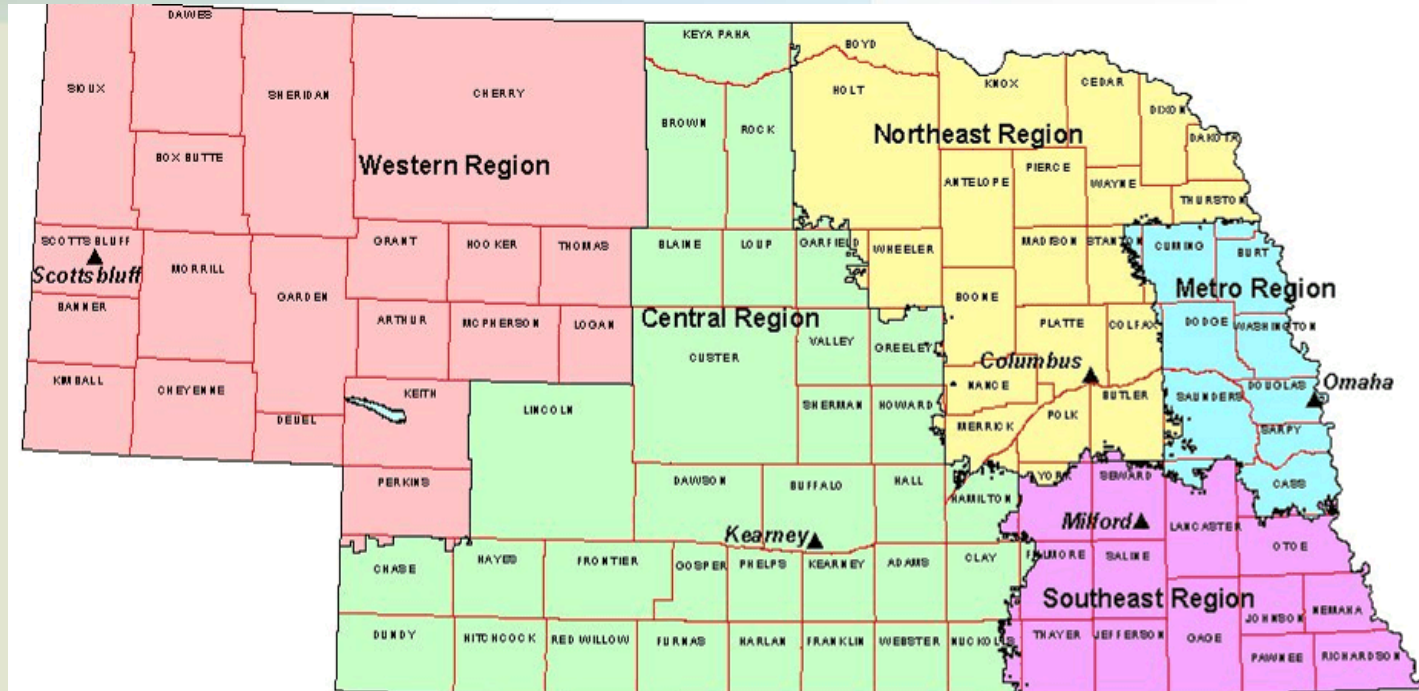 DAWES
KEYA PAHA
BOYD
SIOUX
SHERIDAN
CHERRY
HOLT
KNOX
CEDAR
DIXON
BROWN
ROCK
DAKOTA
Northeast Region
BOX BUTTE
Western Region
ANTELOPE
PIERCE
WAYNE
THURSTON
SCOTTS BLUFF
GRANT
HOOKER
THOMAS
BLAINE
LOUP
GARFIELD
WHEELER
MADISON
STANTON
CUMING
BURT
Scottsbluff
MORRILL
GARDEN
Metro Region
BANNER
ARTHUR
MCPHERSON
LOGAN
Central Region
BOONE
PLATTE
COLFAX
DODGE
WASHINGTON
CUSTER
VALLEY
GREELEY
Columbus
KIMBALL
CHEYENNE
KEITH
NANCE
DOUGLAS
Omaha
DEUEL
LINCOLN
SHERMAN
HOWARD
MERRICK
POLK
BUTLER
SAUNDERS
SARPY
PERKINS
DAWSON
BUFFALO
HALL
HAMILTON
YORK
SEWARD
CASS
Kearney
Milford
LANCASTER
CHASE
HAYES
FRONTIER
GOSPER
PHELPS
KEARNEY
ADAMS
CLAY
FILLMORE
SALINE
OTOE
Southeast Region
JOHNSON
NEMAHA
DUNDY
HITCHCOCK
RED WILLOW
FURNAS
HARLAN
FRANKLIN
WEBSTER
NUCKOLLS
THAYER
JEFFERSON
GAGE
PAWNEE
RICHARDSON